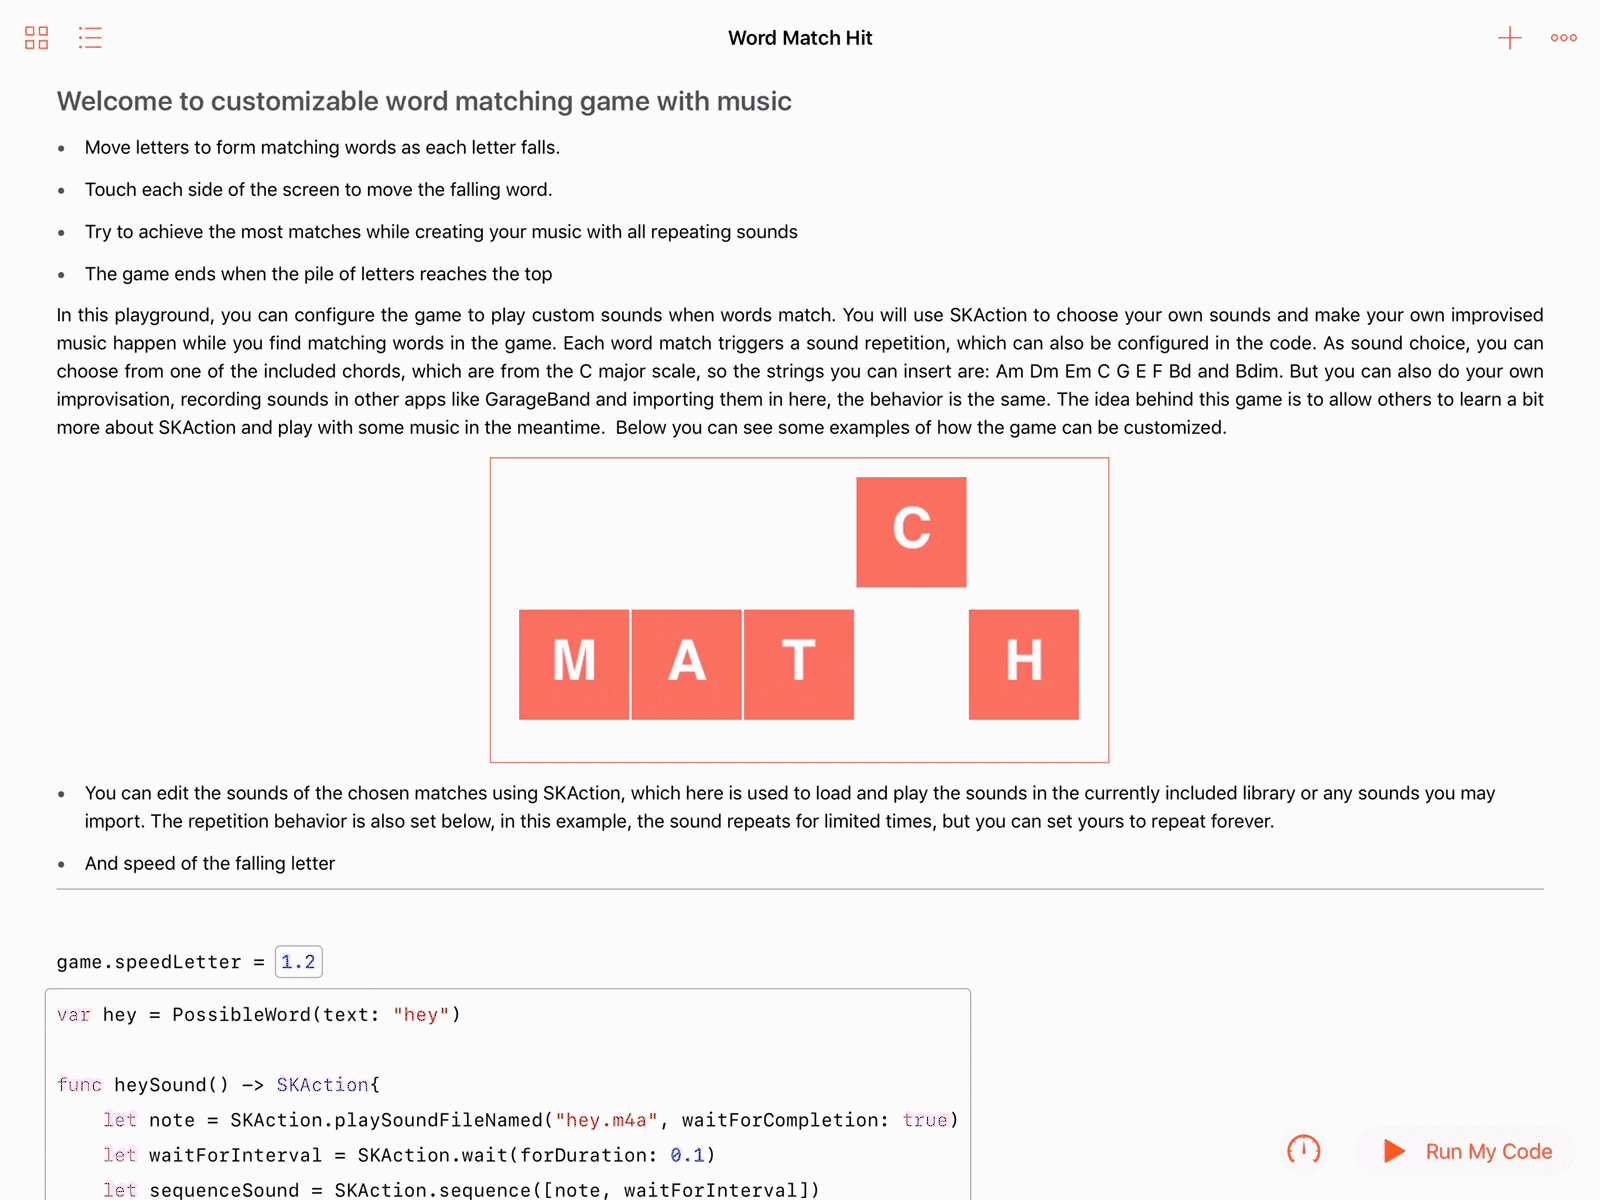 Word Match Hit
Welcome to customizable word matching game with music
• Move letters to form matching words as each letter falls.
• Touch each side of the screen to move the falling word.
• Try to achieve the most matches while creating your music with all repeating sounds
• The game ends when the pile of letters reaches the top
In this playground, you can configure the game to play custom sounds when words match. You will use SKAction to choose your own sounds and make your own improvised
music happen while you find matching words in the game. Each word match triggers a sound repetition, which can also be configured in the code. As sound choice, you can
choose from one of the included chords, which are from the C major scale, so the strings you can insert are: Am Dm Em C G E F Bd and Bdim. But you can also do your own
improvisation, recording sounds in other apps like GarageBand and importing them in here, the behavior is the same. The idea behind this game is to allow others to learn a bit
more about SKAction and play with some music in the meantime.  Below you can see some examples of how the game can be customized.
C
M A T H
• You can edit the sounds of the chosen matches using SKAction, which here is used to load and play the sounds in the currently included library or any sounds you may
import. The repetition behavior is also set below, in this example, the sound repeats for limited times, but you can set yours to repeat forever.
• And speed of the falling letter
game.speedLetter = 1.2
var hey = PossibleWord(text: "hey")
func heySound() -> SKAction{
let note = SKAction.playSoundFileNamed("hey.m4a", waitForCompletion: true)
let waitForInterval = SKAction.wait(forDuration: 0.1)
let sequenceSound = SKAction.sequence([note, waitForInterval])
Run My Code